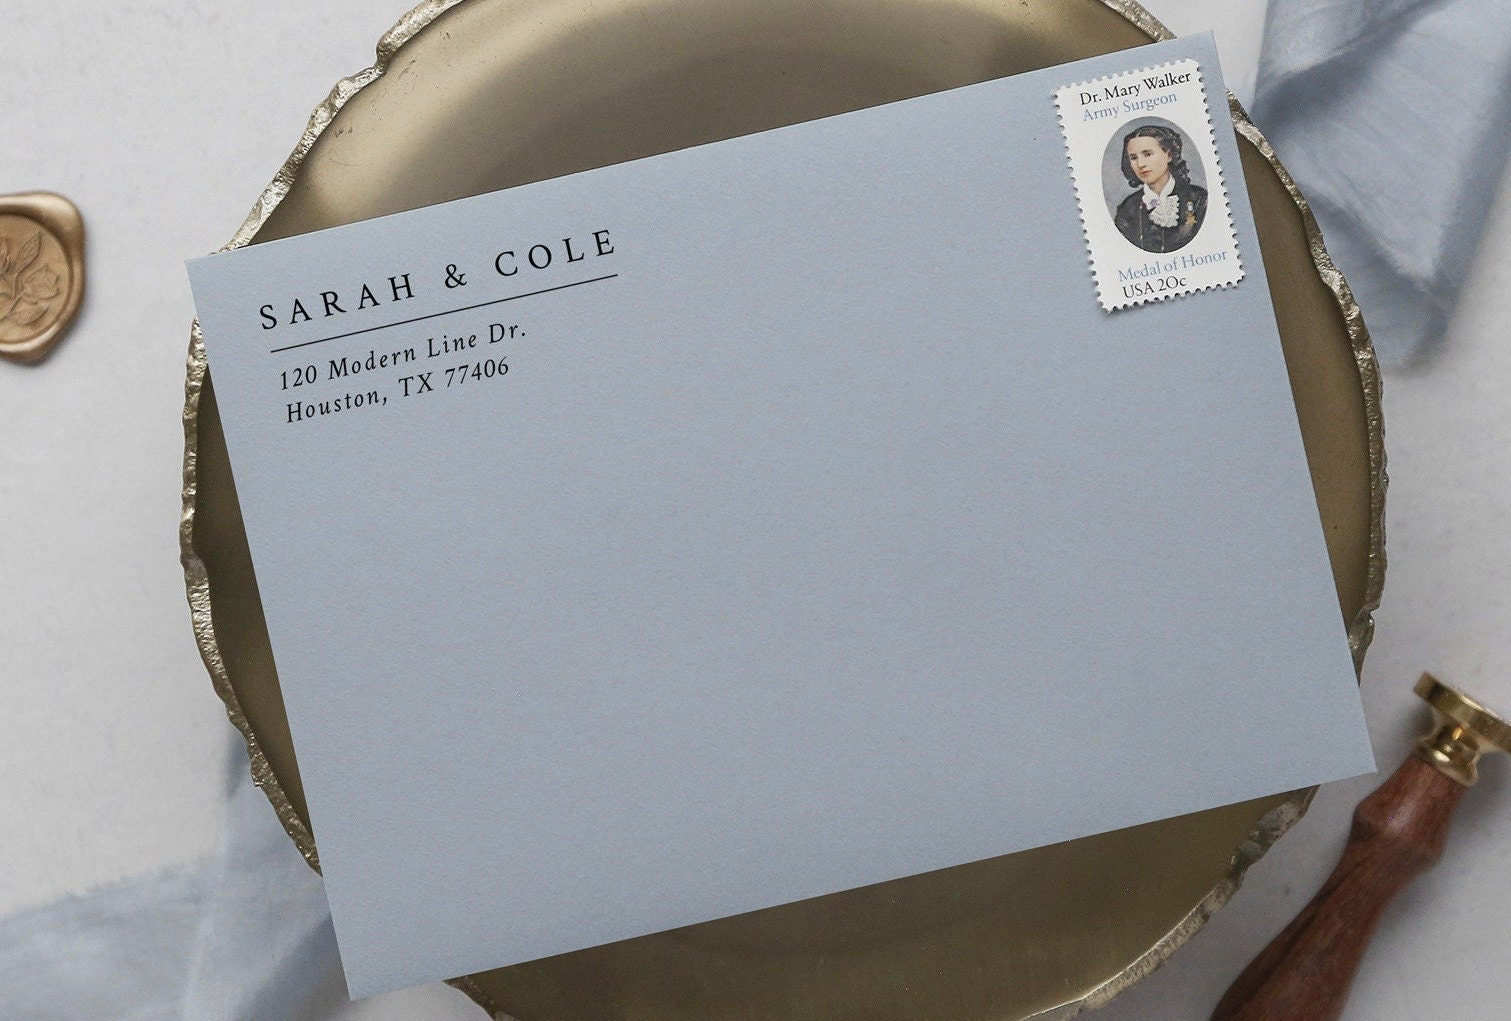 SARAH & COLE
120 Modern Line Dr.
Houston, TX 77406
Dr. Mary Walker
Army Surgeon
Medal of Honor
USA 20c